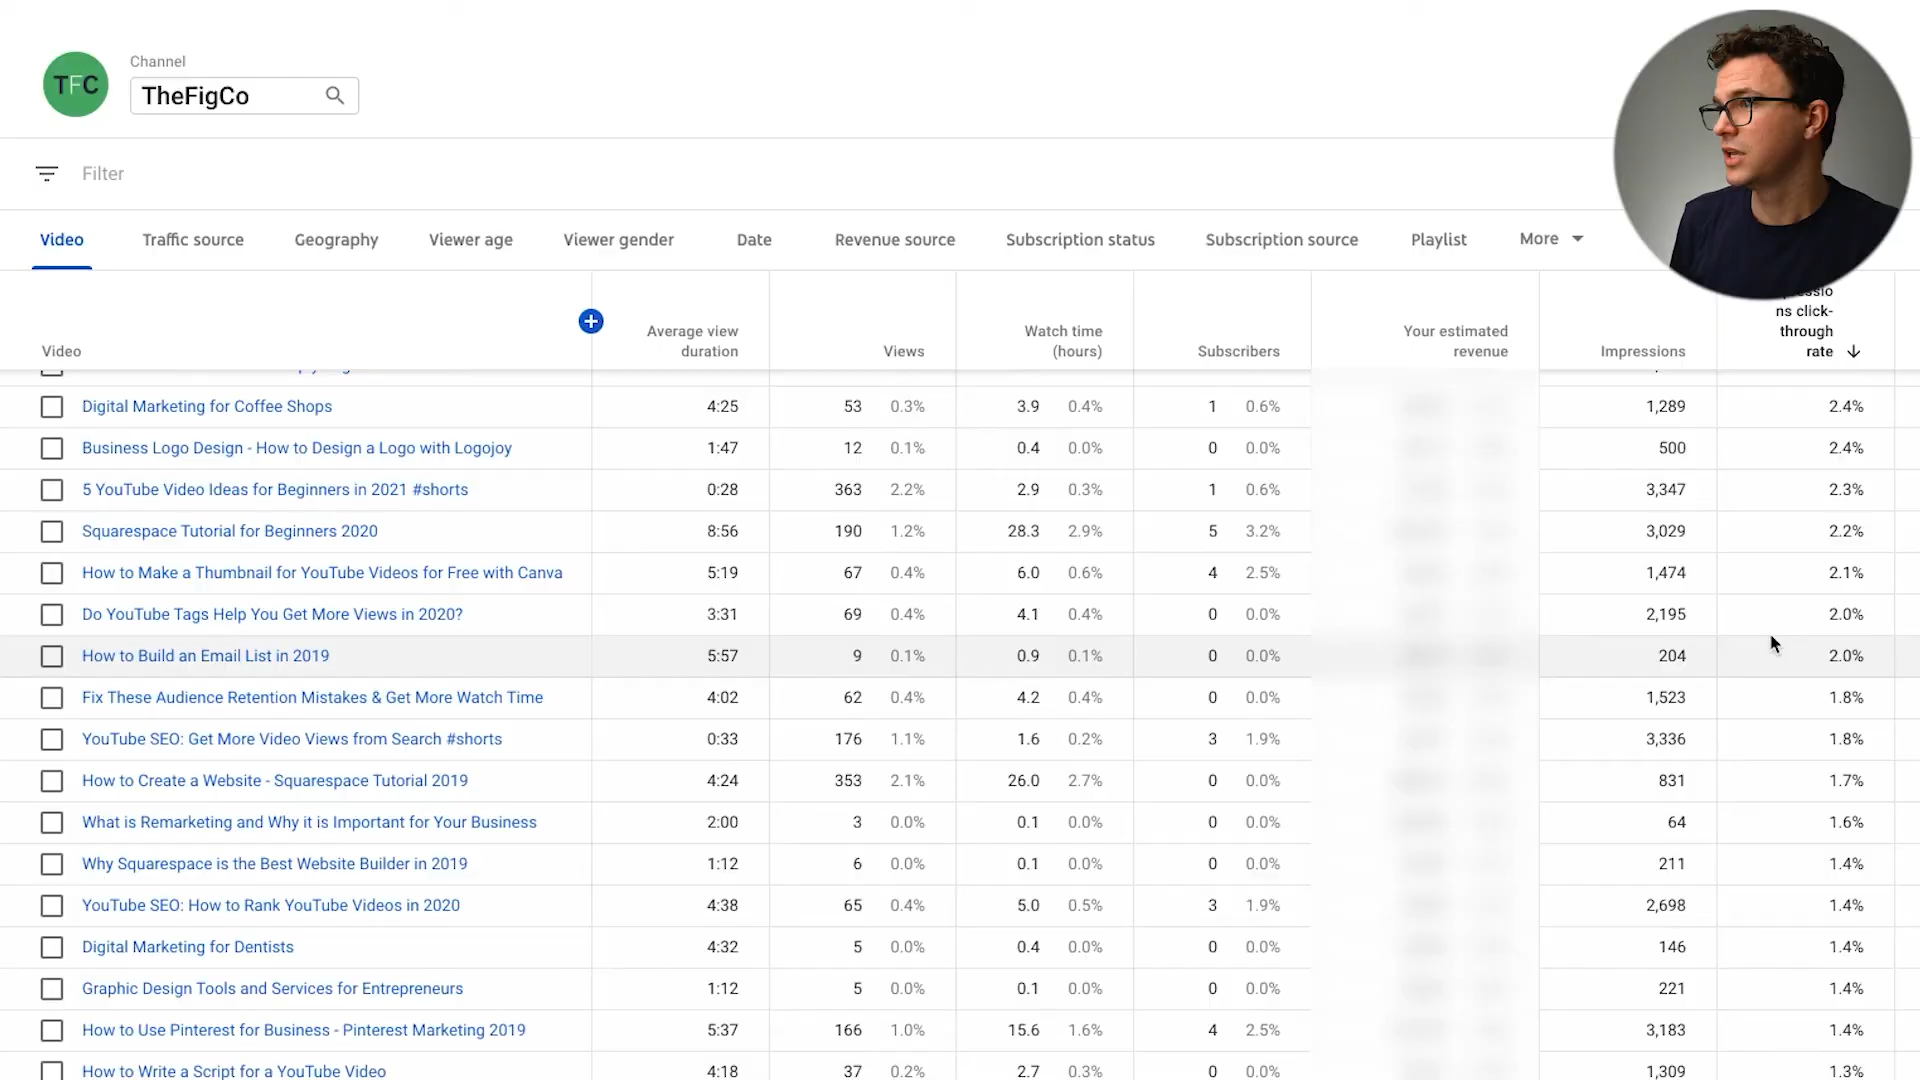 Channel
TFC
TheFigCo
Filter
Video Traffic source Geography Viewer age Viewer gender Date Revenue source Subscription status Subscription source Playlist More
Video Average view duration Views Watch time (hours) Subscribers Your estimated revenue Impressions ns click-through rate
Digital Marketing for Coffee Shops 4:25 53 0.3% 3.9 0.4% 1 0.6% 1,289 2.4%
Business Logo Design - How to Design a Logo with Logojoy 1:47 12 0.1% 0.4 0.0% 0 0.0% 500 2.4%
5 YouTube Video Ideas for Beginners in 2021 #shorts 0:28 363 2.2% 2.9 0.3% 1 0.6% 3,347 2.3%
Squarespace Tutorial for Beginners 2020 8:56 190 1.2% 28.3 2.9% 5 3.2% 3,029 2.2%
How to Make a Thumbnail for YouTube Videos for Free with Canva 5:19 67 0.4% 6.0 0.6% 4 2.5% 1,474 2.1%
Do YouTube Tags Help You Get More Views in 2020? 3:31 69 0.4% 4.1 0.4% 0 0.0% 2,195 2.0%
How to Build an Email List in 2019 5:57 9 0.1% 0.9 0.1% 0 0.0% 204 2.0%
Fix These Audience Retention Mistakes & Get More Watch Time 4:02 62 0.4% 4.2 0.4% 0 0.0% 1,523 1.8%
YouTube SEO: Get More Video Views from Search #shorts 0:33 176 1.1% 1.6 0.2% 3 1.9% 3,336 1.8%
How to Create a Website - Squarespace Tutorial 2019 4:24 353 2.1% 26.0 2.7% 0 0.0% 831 1.7%
What is Remarketing and Why it is Important for Your Business 2:00 3 0.0% 0.1 0.0% 0 0.0% 64 1.6%
Why Squarespace is the Best Website Builder in 2019 1:12 6 0.0% 0.1 0.0% 0 0.0% 211 1.4%
YouTube SEO: How to Rank YouTube Videos in 2020 4:38 65 0.4% 5.0 0.5% 3 1.9% 2,698 1.4%
Digital Marketing for Dentists 4:32 5 0.0% 0.4 0.0% 0 0.0% 146 1.4%
Graphic Design Tools and Services for Entrepreneurs 1:12 5 0.0% 0.1 0.0% 0 0.0% 221 1.4%
How to Use Pinterest for Business - Pinterest Marketing 2019 5:37 166 1.0% 15.6 1.6% 4 2.5% 3,183 1.4%
How to Write a Script for a YouTube Video 4:18 37 0.2% 2.7 0.3% 0 0.0% 1,309 1.3%